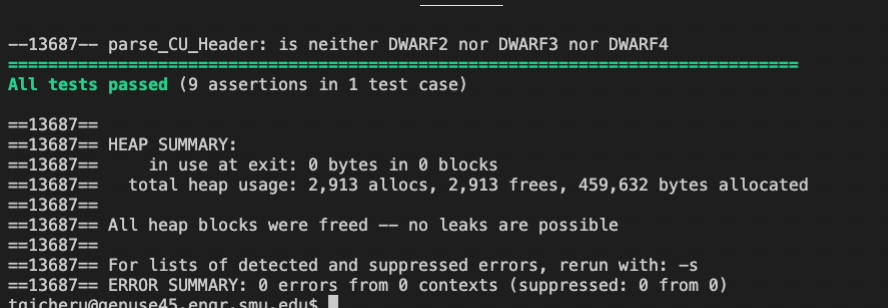 --13687-- parse_CU_Header: is neither DWARF2 nor DWARF3 nor DWARF4
===============================================================================
All tests passed (9 assertions in 1 test case)
==13687==
==13687== HEAP SUMMARY:
==13687==     in use at exit: 0 bytes in 0 blocks
==13687==   total heap usage: 2,913 allocs, 2,913 frees, 459,632 bytes allocated
==13687==
==13687== All heap blocks were freed -- no leaks are possible
==13687==
==13687== For lists of detected and suppressed errors, rerun with: -s
==13687== ERROR SUMMARY: 0 errors from 0 contexts (suppressed: 0 from 0)
tgicheru@genuse45.engr.smu.edu$